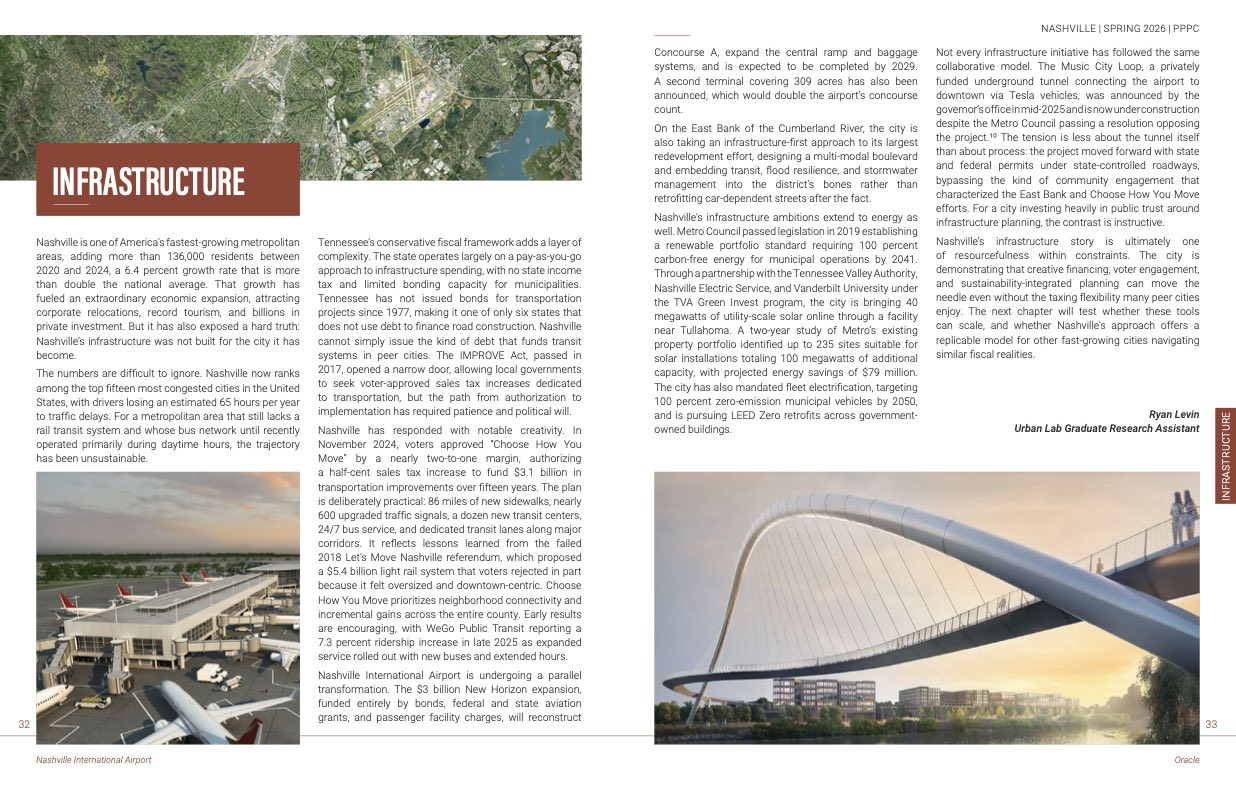 NASHVILLE | SPRING 2026 | PPPC
INFRASTRUCTURE
Nashville is one of America's fastest-growing metropolitan
areas, adding more than 136,000 residents between
2020 and 2024, a 6.4 percent growth rate that is more
than double the national average. That growth has
fueled an extraordinary economic expansion, attracting
corporate relocations, record tourism, and billions in
private investment. But it has also exposed a hard truth:
Nashville's infrastructure was not built for the city it has
become.
The numbers are difficult to ignore. Nashville now ranks
among the top fifteen most congested cities in the United
States, with drivers losing an estimated 65 hours per year
to traffic delays. For a metropolitan area that still lacks a
rail transit system and whose bus network until recently
operated primarily during daytime hours, the trajectory
has been unsustainable.
32
Nashville International Airport
Tennessee's conservative fiscal framework adds a layer of
complexity. The state operates largely on a pay-as-you-go
approach to infrastructure spending, with no state income
tax and limited bonding capacity for municipalities.
Tennessee has not issued bonds for transportation
projects since 1977, making it one of only six states that
does not use debt to finance road construction. Nashville
cannot simply issue the kind of debt that funds transit
systems in peer cities. The IMPROVE Act, passed in
2017, opened a narrow door, allowing local governments
to seek voter-approved sales tax increases dedicated
to transportation, but the path from authorization to
implementation has required patience and political will.
Nashville has responded with notable creativity. In
November 2024, voters approved "Choose How You
Move" by a nearly two-to-one margin, authorizing
a half-cent sales tax increase to fund $3.1 billion in
transportation improvements over fifteen years. The plan
is deliberately practical: 86 miles of new sidewalks, nearly
600 upgraded traffic signals, a dozen new transit centers,
24/7 bus service, and dedicated transit lanes along major
corridors. It reflects lessons learned from the failed
2018 Let's Move Nashville referendum, which proposed
a $5.4 billion light rail system that voters rejected in part
because it felt oversized and downtown-centric. Choose
How You Move prioritizes neighborhood connectivity and
incremental gains across the entire county. Early results
are encouraging, with WeGo Public Transit reporting a
7.3 percent ridership increase in late 2025 as expanded
service rolled out with new buses and extended hours.
Nashville International Airport is undergoing a parallel
transformation. The $3 billion New Horizon expansion,
funded entirely by bonds, federal and state aviation
grants, and passenger facility charges, will reconstruct
Concourse A, expand the central ramp and baggage
systems, and is expected to be completed by 2029.
A second terminal covering 309 acres has also been
announced, which would double the airport's concourse
count.
On the East Bank of the Cumberland River, the city is
also taking an infrastructure-first approach to its largest
redevelopment effort, designing a multi-modal boulevard
and embedding transit, flood resilience, and stormwater
management into the district's bones rather than
retrofitting car-dependent streets after the fact.
Nashville's infrastructure ambitions extend to energy as
well. Metro Council passed legislation in 2019 establishing
a renewable portfolio standard requiring 100 percent
carbon-free energy for municipal operations by 2041.
Through a partnership with the Tennessee Valley Authority,
Nashville Electric Service, and Vanderbilt University under
the TVA Green Invest program, the city is bringing 40
megawatts of utility-scale solar online through a facility
near Tullahoma. A two-year study of Metro's existing
property portfolio identified up to 235 sites suitable for
solar installations totaling 100 megawatts of additional
capacity, with projected energy savings of $79 million.
The city has also mandated fleet electrification, targeting
100 percent zero-emission municipal vehicles by 2050,
and is pursuing LEED Zero retrofits across government-
owned buildings.
Not every infrastructure initiative has followed the same
collaborative model. The Music City Loop, a privately
funded underground tunnel connecting the airport to
downtown via Tesla vehicles, was announced by the
governor's office in mid-2025 and is now under construction
despite the Metro Council passing a resolution opposing
the project.¹⁰ The tension is less about the tunnel itself
than about process: the project moved forward with state
and federal permits under state-controlled roadways,
bypassing the kind of community engagement that
characterized the East Bank and Choose How You Move
efforts. For a city investing heavily in public trust around
infrastructure planning, the contrast is instructive.
Nashville's infrastructure story is ultimately one
of resourcefulness within constraints. The city is
demonstrating that creative financing, voter engagement,
and sustainability-integrated planning can move the
needle even without the taxing flexibility many peer cities
enjoy. The next chapter will test whether these tools
can scale, and whether Nashville's approach offers a
replicable model for other fast-growing cities navigating
similar fiscal realities.
Ryan Levin
Urban Lab Graduate Research Assistant
INFRASTRUCTURE
33
Oracle